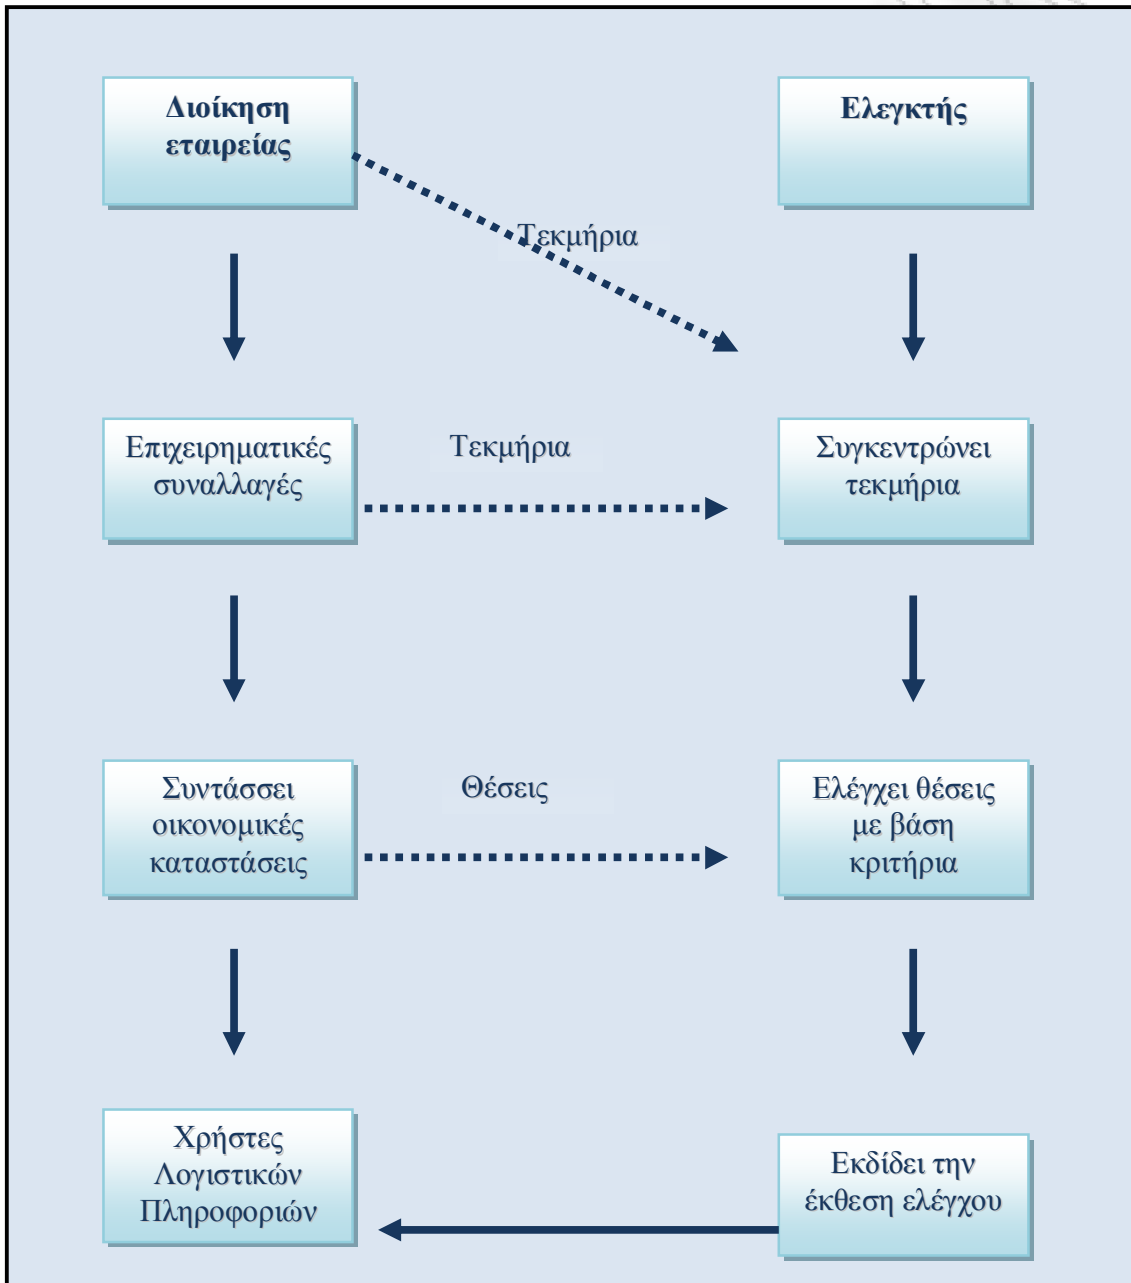 Διοίκηση
εταιρείας
Ελεγκτής
Τεκμήρια
Επιχειρηματικές
συναλλαγές
Τεκμήρια
Συγκεντρώνει
τεκμήρια
Συντάσσει
οικονομικές
καταστάσεις
Θέσεις
Ελέγχει θέσεις
με βάση
κριτήρια
Χρήστες
Λογιστικών
Πληροφοριών
Εκδίδει την
έκθεση ελέγχου